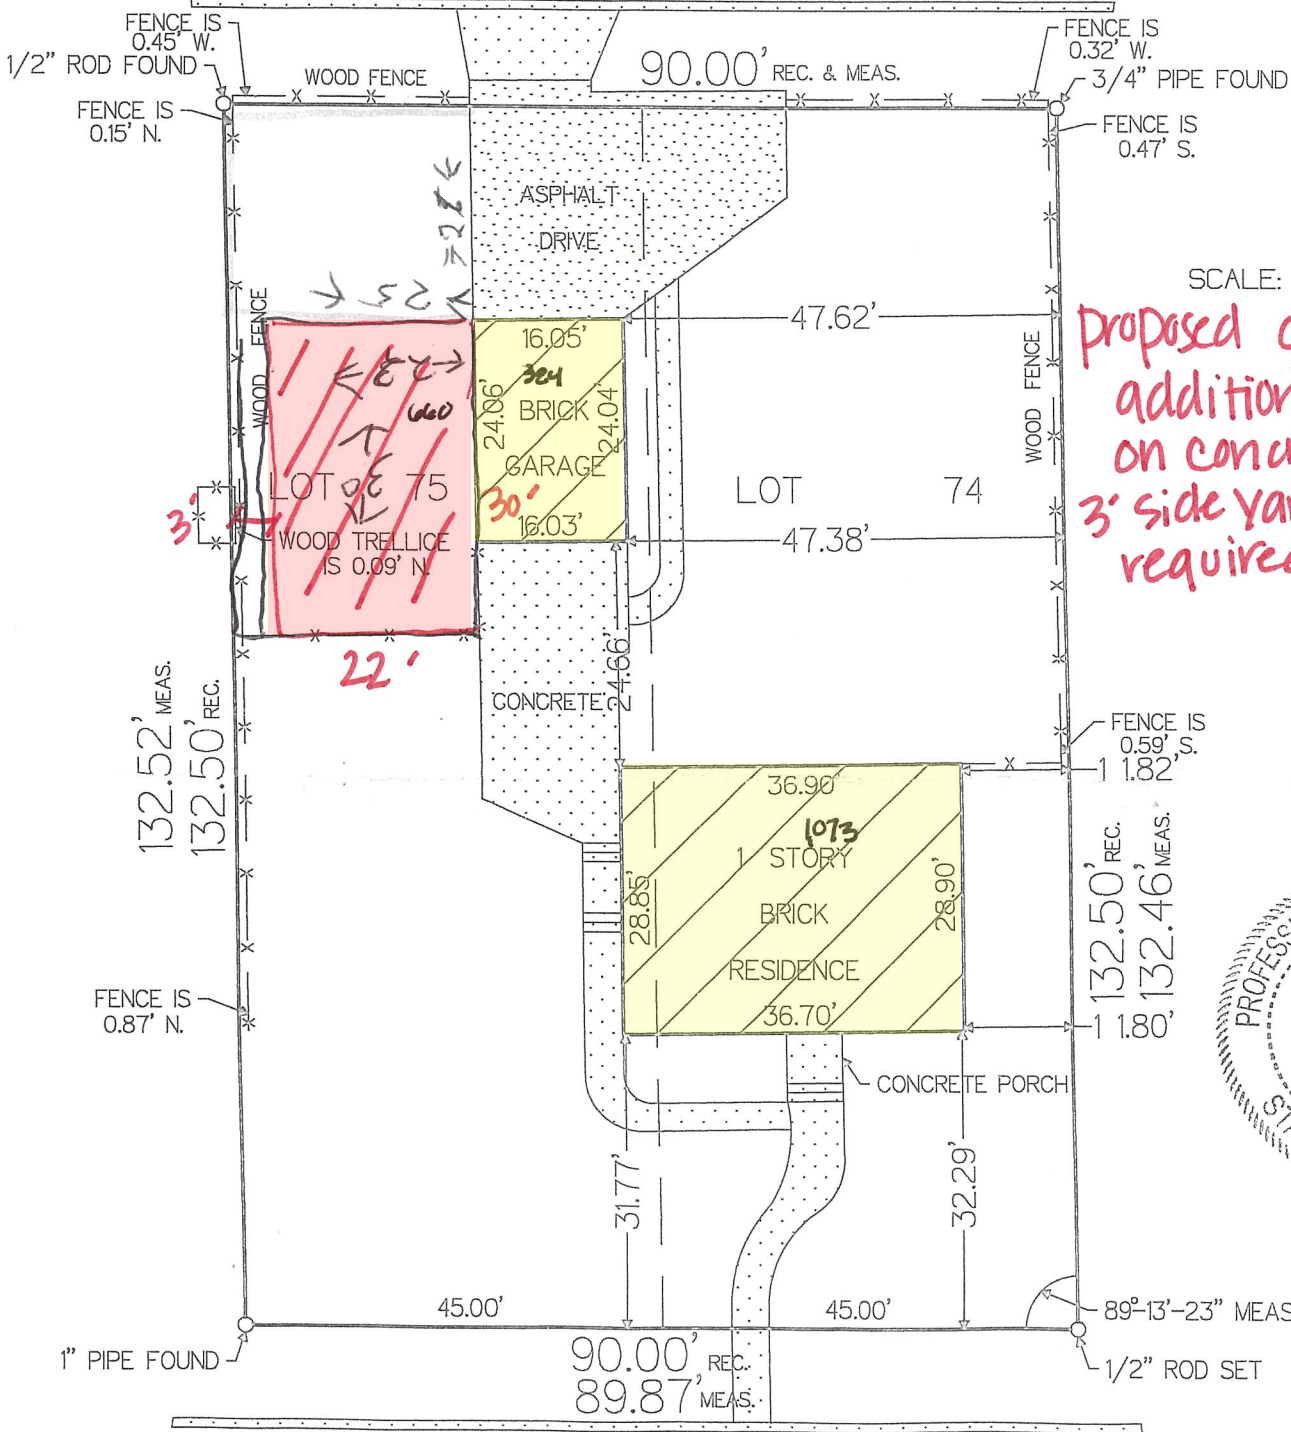 FENCE IS
0.45' W.
1/2" ROD FOUND
WOOD FENCE
90.00' REC. & MEAS.
FENCE IS
0.32' W.
3/4" PIPE FOUND
FENCE IS
0.15' N.
FENCE IS
0.47' S.
ASPHALT
DRIVE
SCALE:
WOOD FENCE
47.62'
WOOD FENCE
proposed
addition
on
3' side
required
16.05'
324
BRICK
GARAGE
24.06'
24.04'
16.03'
23
660
30
LOT 75
30'
3'
WOOD TRELLICE
IS 0.09' N.
22'
LOT 74
47.38'
24.66'
CONCRETE
132.52' MEAS.
132.50' REC.
FENCE IS
0.59' S.
11.82'
36.90'
1073
1 STORY
BRICK
RESIDENCE
28.85'
28.90'
36.70'
132.50' REC.
132.46' MEAS.
11.80'
FENCE IS
0.87' N.
CONCRETE PORCH
31.77'
32.29'
45.00'
45.00'
89°-13'-23" MEAS
1" PIPE FOUND
90.00' REC.
89.87' MEAS.
1/2" ROD SET